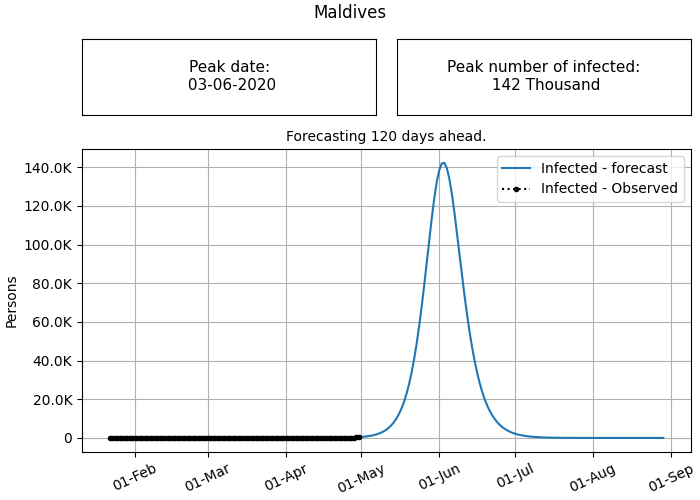 Maldives
Peak date:
03-06-2020
Peak number of infected:
142 Thousand
Forecasting 120 days ahead.
Infected - forecast
Infected - Observed
140.0K
120.0K
100.0K
80.0K
60.0K
40.0K
20.0K
0
Persons
01-Feb
01-Mar
01-Apr
01-May
01-Jun
01-Jul
01-Aug
01-Sep